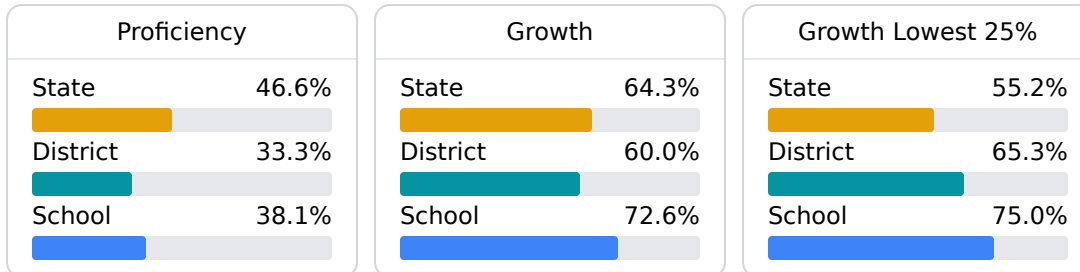 Proficiency
State 46.6%
District 33.3%
School 38.1%
Growth
State 64.3%
District 60.0%
School 72.6%
Growth Lowest 25%
State 55.2%
District 65.3%
School 75.0%